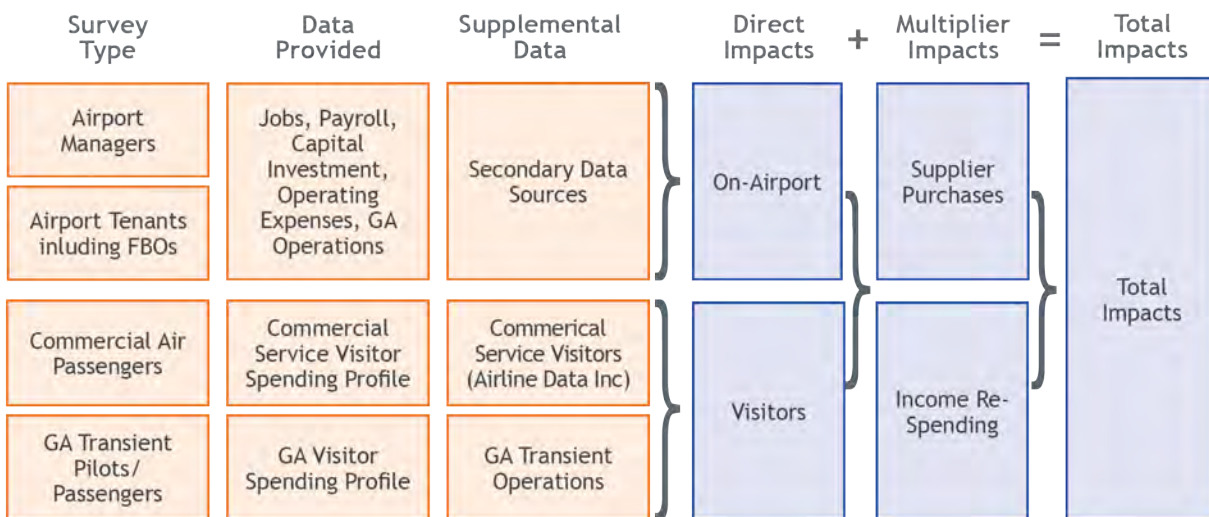 Survey
Type
Data
Provided
Supplemental
Data
Direct
Impacts
+
Multiplier
Impacts
=
Total
Impacts
Airport
Managers
Airport Tenants
inluding FBOs
Jobs, Payroll,
Capital
Investment,
Operating
Expenses, GA
Operations
Secondary Data
Sources
On-Airport
Supplier
Purchases
Total
Impacts
Commercial Air
Passengers
Commercial
Service Visitor
Spending Profile
Commerical
Service Visitors
(Airline Data Inc)
Visitors
Income Re-
Spending
GA Transient
Pilots/
Passengers
GA Visitor
Spending Profile
GA Transient
Operations